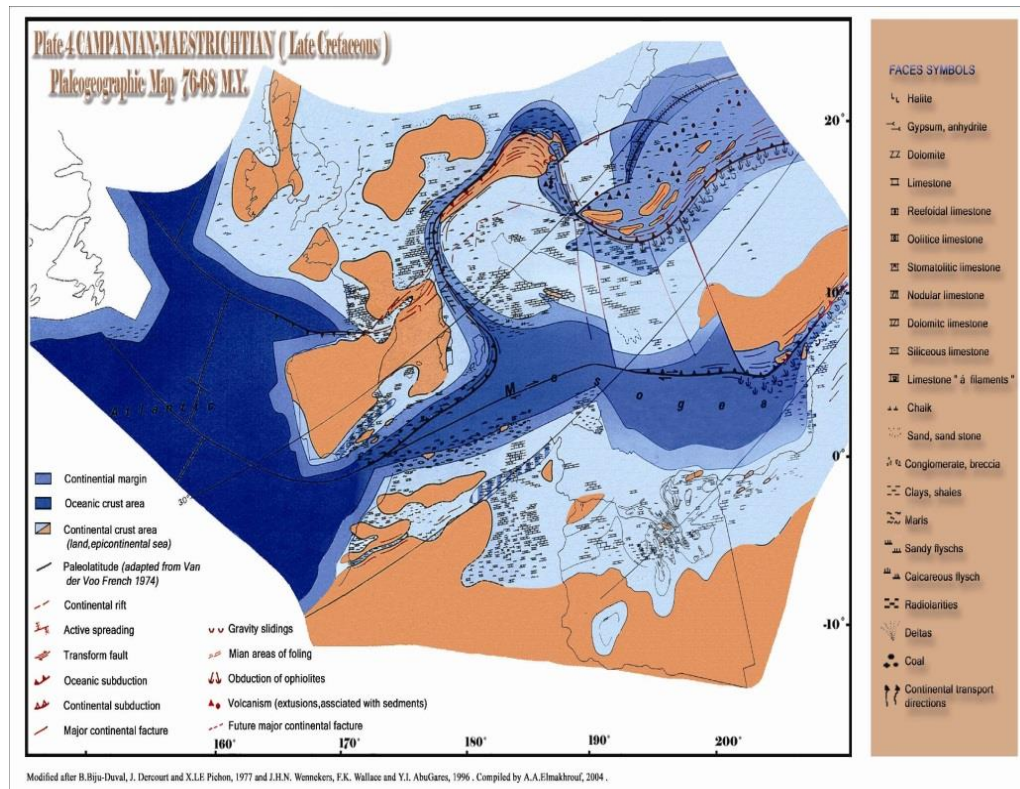 Plate 4 CAMPANIAN-MAESTRICHTIAN ( Late Cretaceous )
Plaleogeographic Map 76-68 M.Y.
20°
10°
0°
-10°
30°
Atlantic
M e s o g e a
160°
170°
180°
190°
200°
Continential margin
Oceanic crust area
Continental crust area
(land,epicontinental sea)
Paleolatitude (adapted from Van
der Voo French 1974)
Continental rift
Active spreading
Transform fault
Oceanic subduction
Continental subduction
Major continental facture
Gravity slidings
Mian areas of foling
Obduction of ophiolites
Volcanism (extusions,assciated with sediments)
Future major continental facture
FACES SYMBOLS
Halite
Gypsum, anhydrite
Dolomite
Limestone
Reefoidal limestone
Oolitice limestone
Stomatolitic limestone
Nodular limestone
Dolomitc limestone
Siliceous limestone
Limestone " á filaments "
Chalk
Sand, sand stone
Conglomerate, breccia
Clays, shales
Marls
Sandy flyschs
Calcareous flysch
Radiolarities
Deltas
Coal
Continental transport
directions
Modified after B.Biju-Duval, J. Dercourt and X.LE Pichon, 1977 and J.H.N. Wennekers, F.K. Wallace and Y.I. AbuGares, 1996 . Compiled by A.A.Elmakhrouf, 2004 .